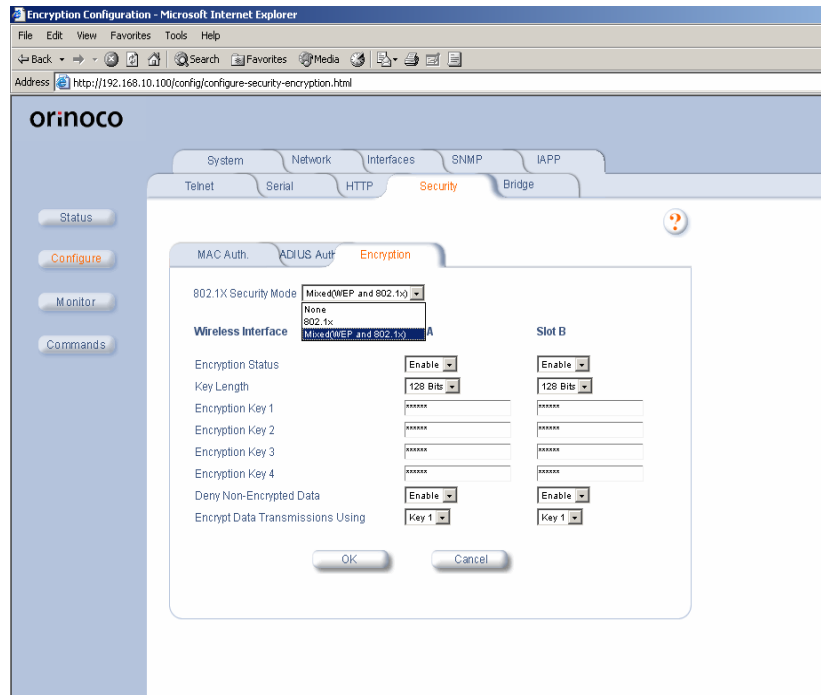 Encryption Configuration - Microsoft Internet Explorer
File Edit View Favorites Tools Help
Back Search Favorites Media
Address http://192.168.10.100/config/configure-security-encryption.html
orinoco
System Network Interfaces SNMP IAPP
Telnet Serial HTTP Security Bridge
Status
?
Configure
MAC Auth. ADIUS Auth Encryption
Monitor
802.1X Security Mode Mixed(WEP and 802.1x)
None
802.1x
Commands
Wireless Interface Mixed(WEP and 802.1x) A Slot B
Encryption Status Enable Enable
Key Length 128 Bits 128 Bits
Encryption Key 1 ****** ******
Encryption Key 2 ****** ******
Encryption Key 3 ****** ******
Encryption Key 4 ****** ******
Deny Non-Encrypted Data Enable Enable
Encrypt Data Transmissions Using Key 1 Key 1
OK Cancel